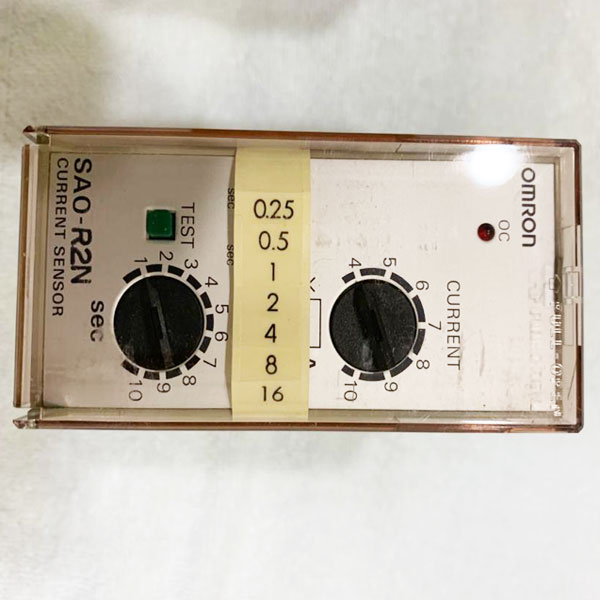 OMRON
OC
CURRENT
4 5 6 7 8 9 10
0.25
0.5
1
2
4
8
16
sec
sec
TEST
1 2 3 4 5 6 7 8 9 10
sec
SAO-R2N
CURRENT SENSOR